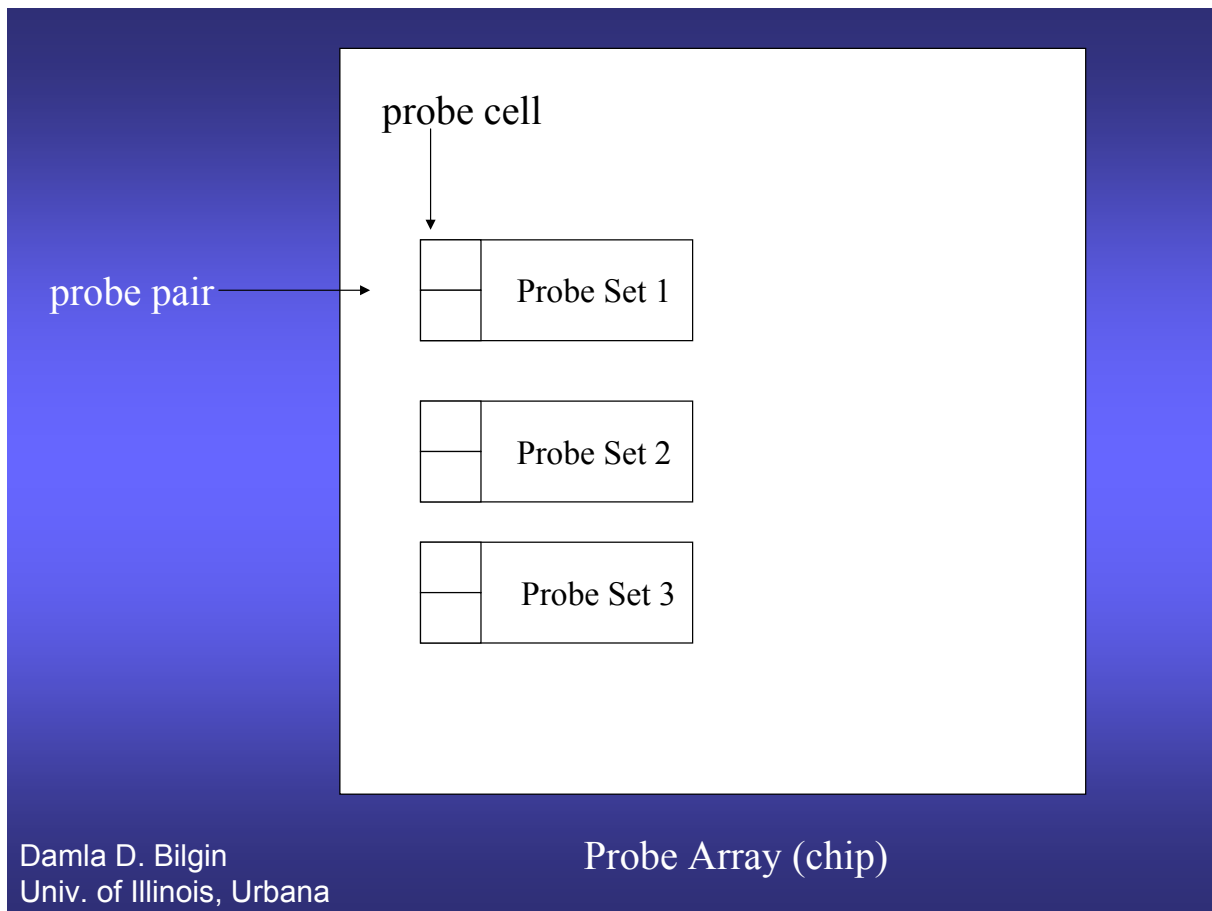 probe cell
probe pair
Probe Set 1
Probe Set 2
Probe Set 3
Probe Array (chip)
Damla D. Bilgin
Univ. of Illinois, Urbana